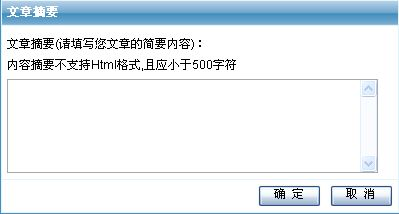 文章摘要
文章摘要(请填写您文章的简要内容)：
内容摘要不支持Html格式,且应小于500字符
确 定 取 消